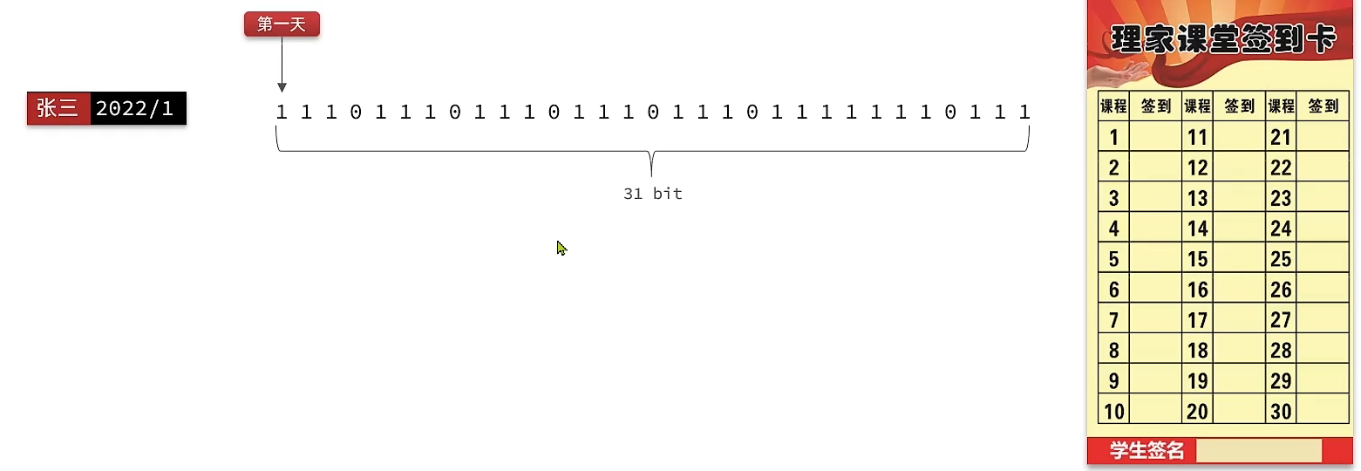 第一天
张三 2022/1
1 1 1 0 1 1 1 0 1 1 1 0 1 1 1 0 1 1 1 0 1 1 1 1 1 1 1 0 1 1 1
31 bit
理家课堂签到卡
课程 签到 课程 签到 课程 签到
1 11 21
2 12 22
3 13 23
4 14 24
5 15 25
6 16 26
7 17 27
8 18 28
9 19 29
10 20 30
学生签名